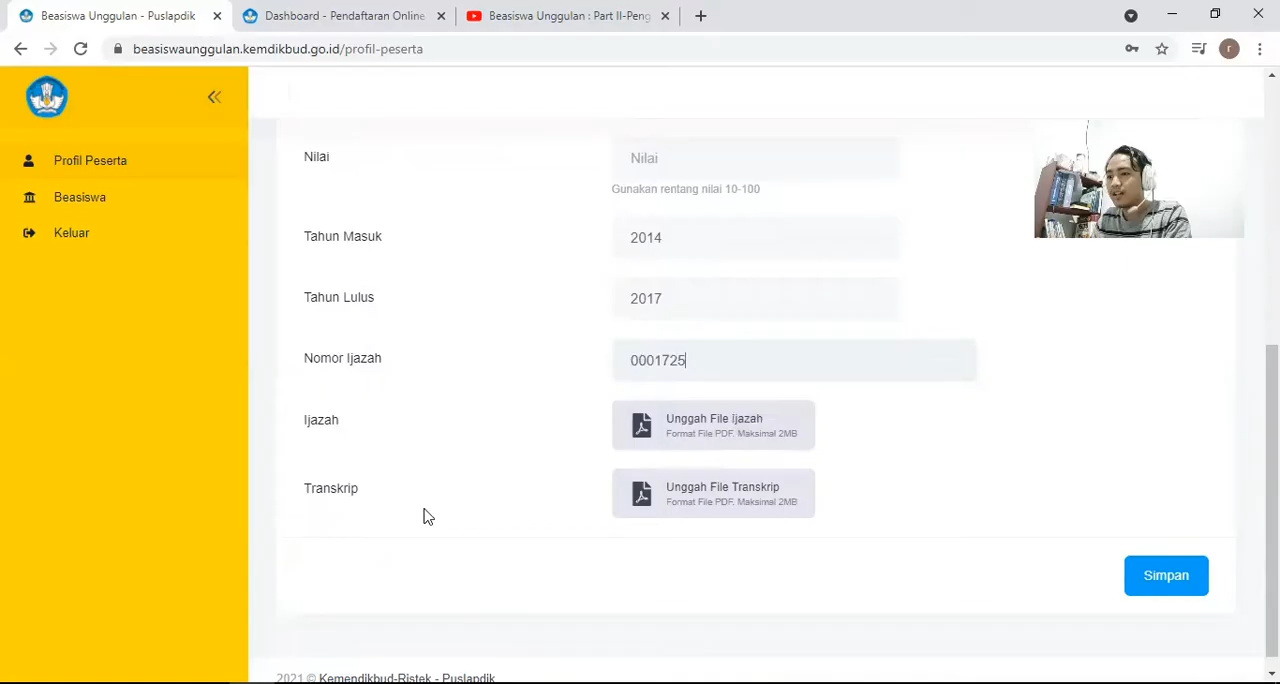 Beasiswa Unggulan - Puslapdik
Dashboard - Pendaftaran Online
Beasiswa Unggulan : Part II-Peng
beasiswaunggulan.kemdikbud.go.id/profil-peserta
r
Profil Peserta
Beasiswa
Keluar
Nilai
Nilai
Gunakan rentang nilai 10-100
Tahun Masuk
2014
Tahun Lulus
2017
Nomor Ijazah
0001725
Ijazah
Unggah File Ijazah
Format File PDF. Maksimal 2MB
Transkrip
Unggah File Transkrip
Format File PDF. Maksimal 2MB
Simpan
2021 © Kemendikbud-Ristek - Puslapdik